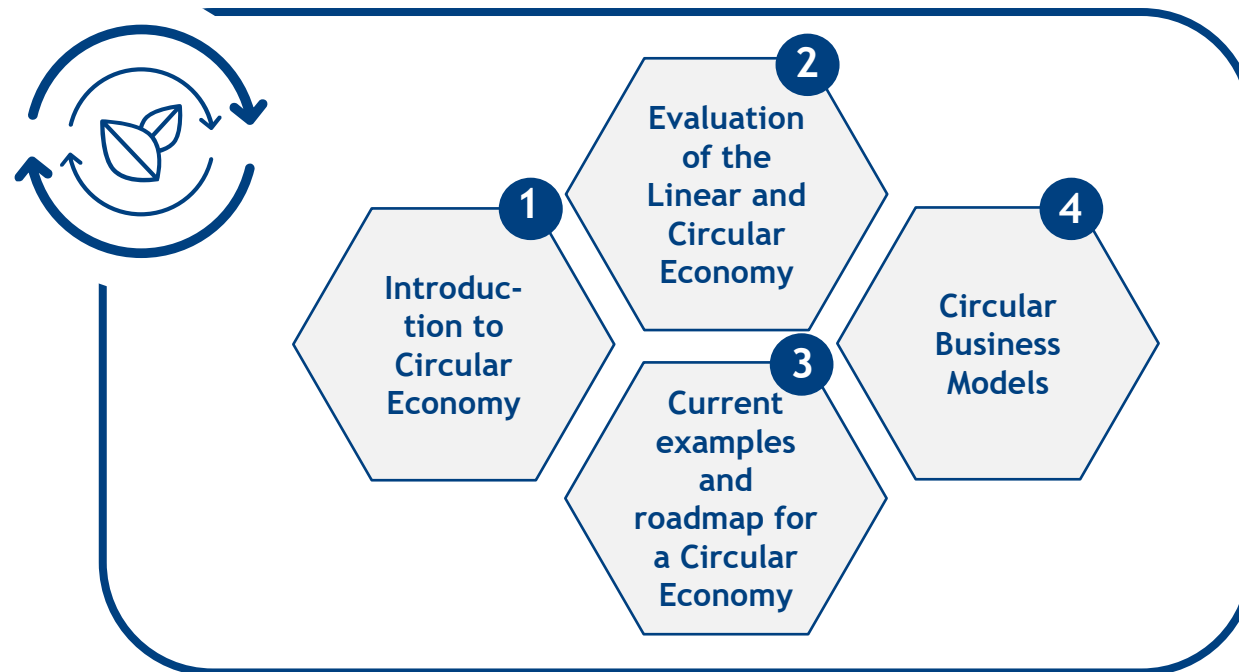 1
Introduc-
tion to
Circular
Economy
2
Evaluation
of the
Linear and
Circular
Economy
3
Current
examples
and
roadmap for
a Circular
Economy
4
Circular
Business
Models